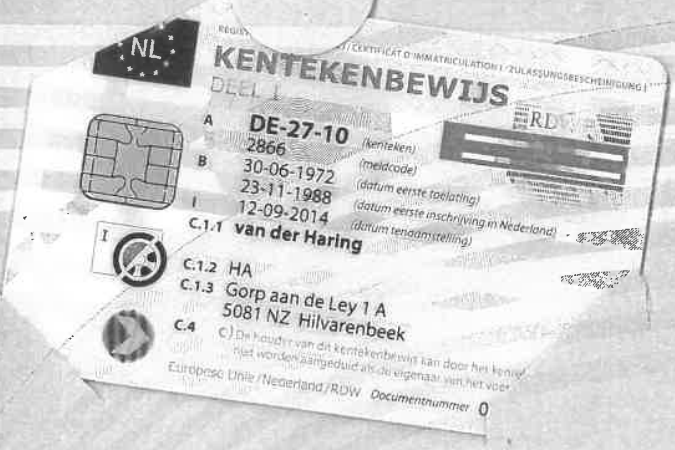 NL
REGIST / CERTIFICAT D'IMMATRICULATION I / ZULASSUNGSBESCHEINIGUNG I
KENTEKENBEWIJS
DEEL I
RDW
A DE-27-10 (kenteken)
2866 (meldcode)
B 30-06-1972 (datum eerste toelating)
23-11-1988 (datum eerste inschrijving in Nederland)
I 12-09-2014 (datum tenaamstelling)
C.1.1 van der Haring
I
C.1.2 HA
C.1.3 Gorp aan de Ley 1 A
5081 NZ Hilvarenbeek
C.4 c) De houder van dit kentekenbewijs kan door het
niet worden aangeduid als de eigenaar van het
Europese Unie/Nederland/RDW Documentnummer 0